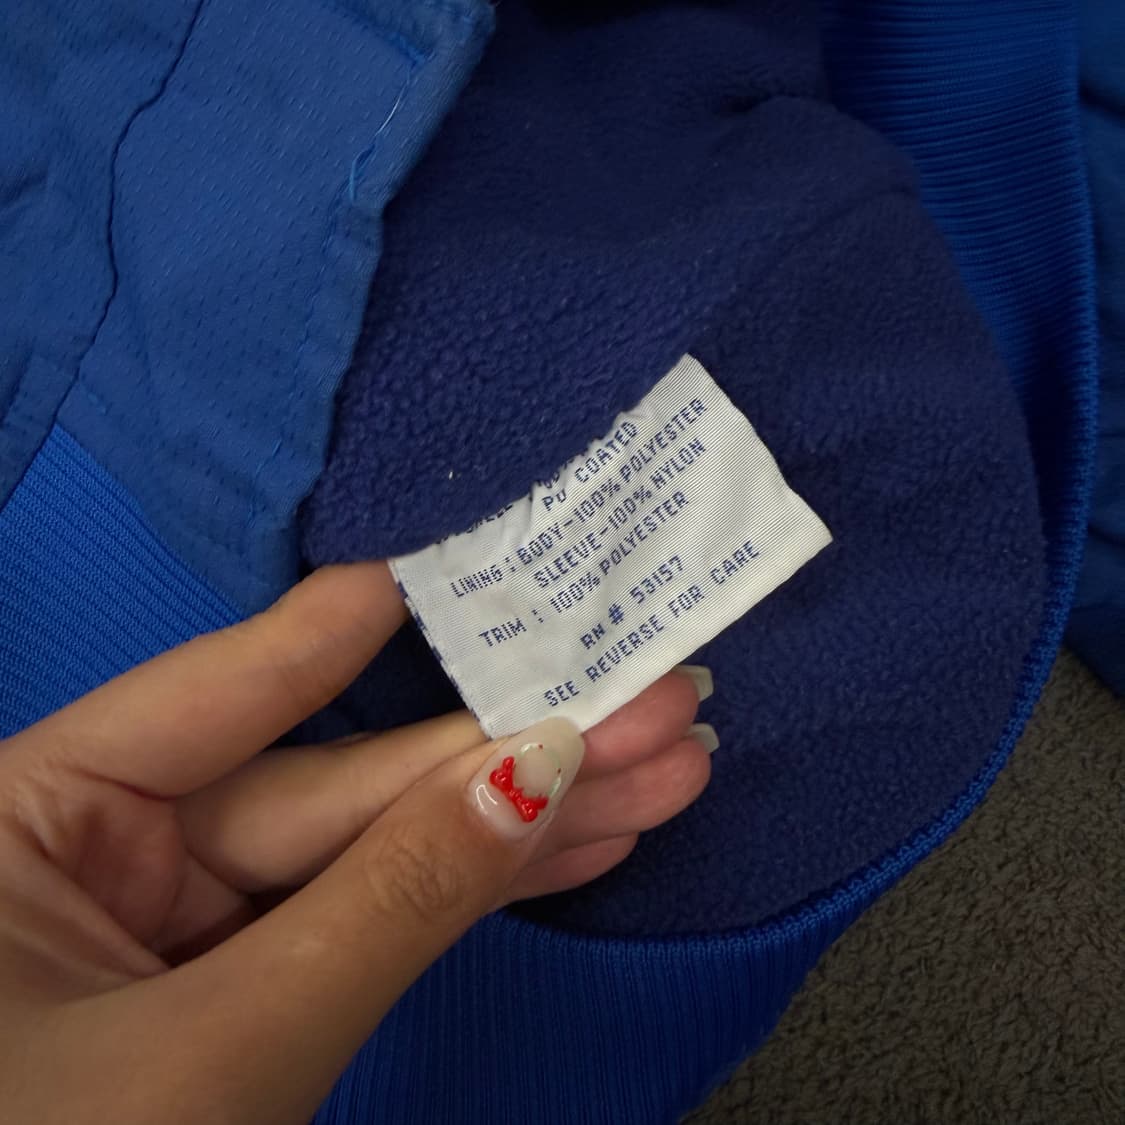 PU COATED
LINING : BODY-100% POLYESTER
SLEEVE-100% NYLON
TRIM : 100% POLYESTER
RN # 53157
SEE REVERSE FOR CARE